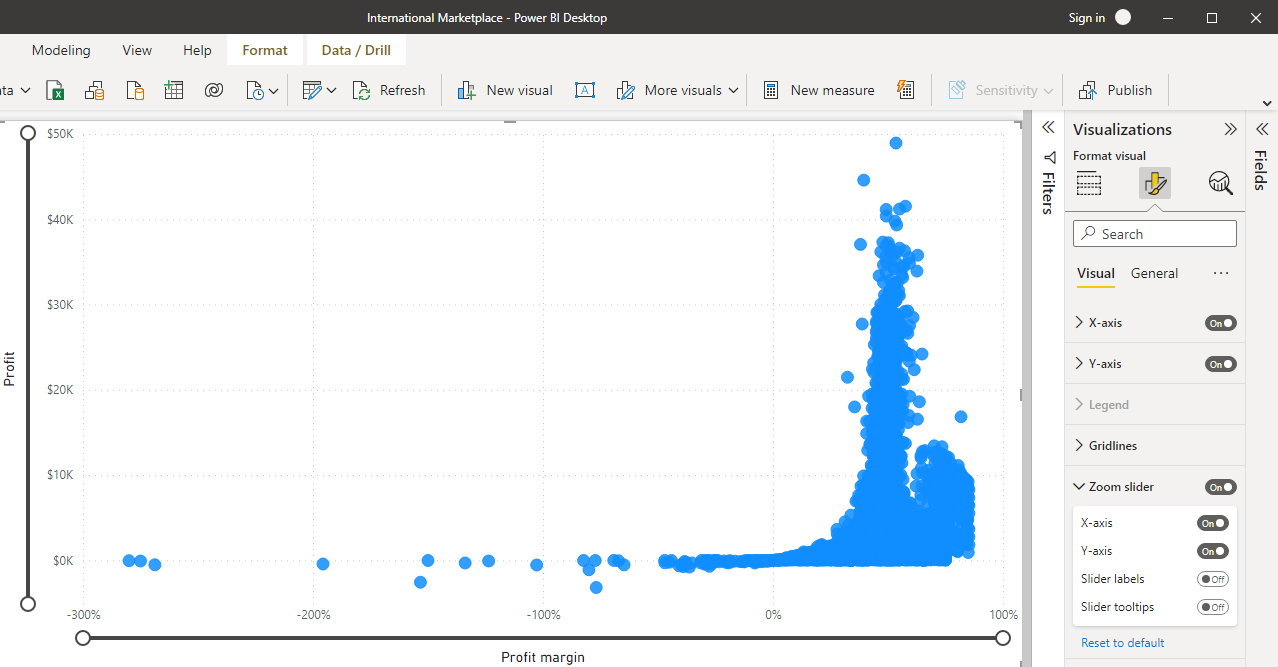 International Marketplace - Power BI Desktop
Sign in
Modeling View Help Format Data / Drill
ta Refresh New visual More visuals New measure Sensitivity Publish
$50K
$40K
$30K
$20K
$10K
$0K
Profit
-300% -200% -100% 0% 100%
Profit margin
Filters
Visualizations
Format visual
Search
Visual General
X-axis On
Y-axis On
Legend
Gridlines
Zoom slider On
X-axis On
Y-axis On
Slider labels Off
Slider tooltips Off
Reset to default
Fields